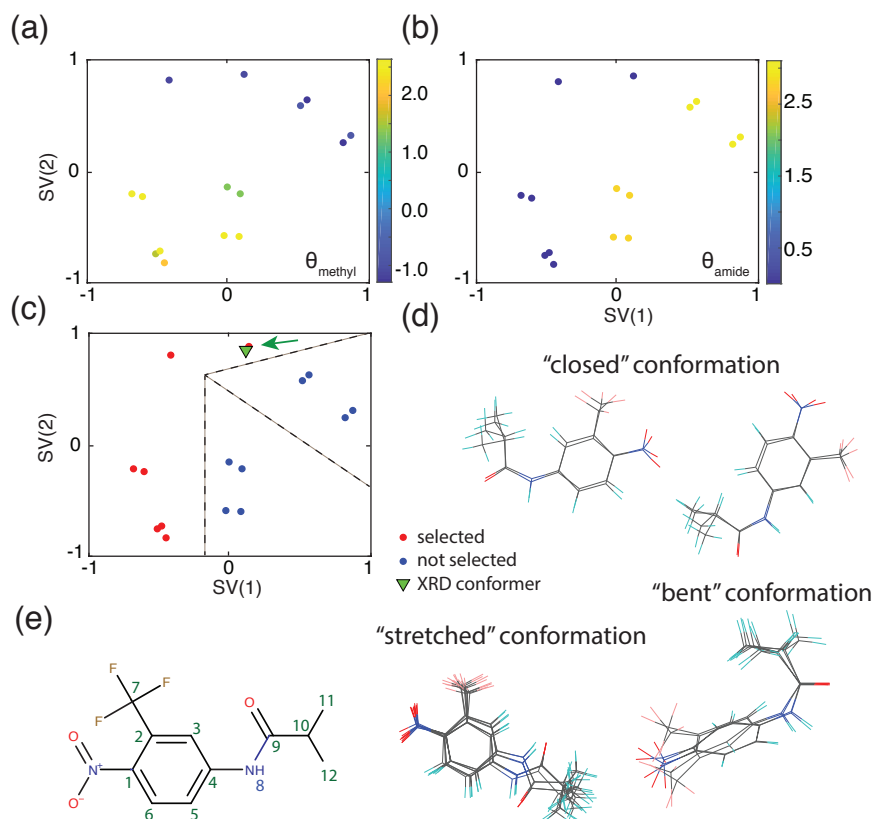 (a)
(b)
1
0
-1
-1
0
1
SV(2)
θmethyl
2.0
1.0
0.0
-1.0
1
0
-1
-1
0
1
SV(1)
θamide
2.5
1.5
0.5
(c)
1
0
-1
-1
0
1
SV(2)
SV(1)
selected
not selected
XRD conformer
(d)
"closed" conformation
"bent" conformation
"stretched" conformation
(e)
F
F
F
7
O
11
3
10
2
9
O
N+
NH
12
1
4
8
O−
6
5